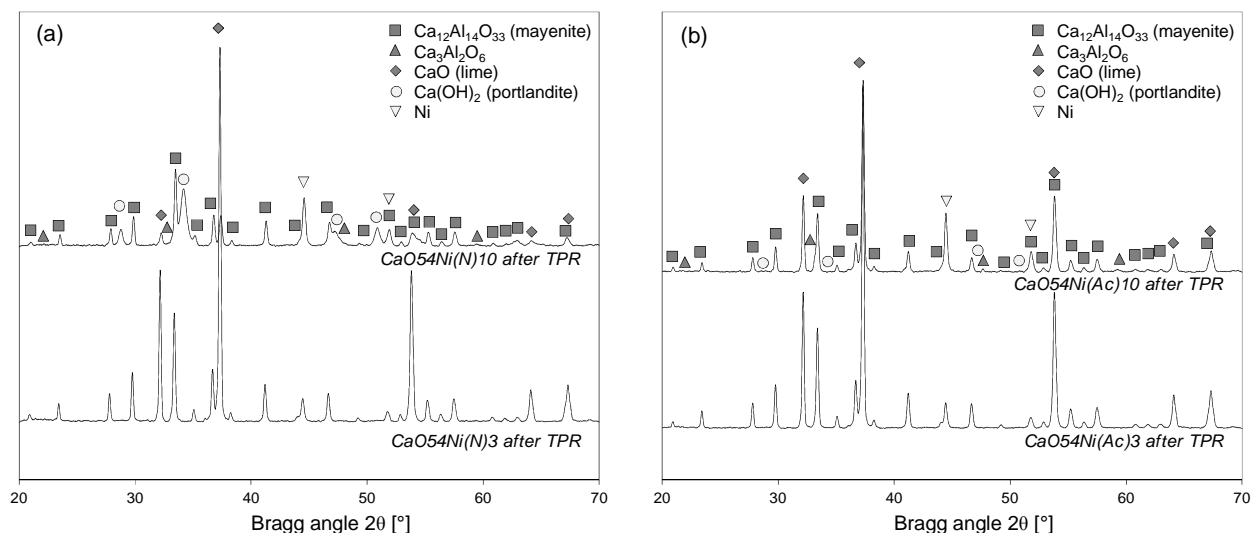 (a)
Ca12Al14O33 (mayenite)
Ca3Al2O6
CaO (lime)
Ca(OH)2 (portlandite)
Ni
CaO54Ni(N)10 after TPR
CaO54Ni(N)3 after TPR
20 30 40 50 60 70
Bragg angle 2θ [°]
(b)
Ca12Al14O33 (mayenite)
Ca3Al2O6
CaO (lime)
Ca(OH)2 (portlandite)
Ni
CaO54Ni(Ac)10 after TPR
CaO54Ni(Ac)3 after TPR
20 30 40 50 60 70
Bragg angle 2θ [°]